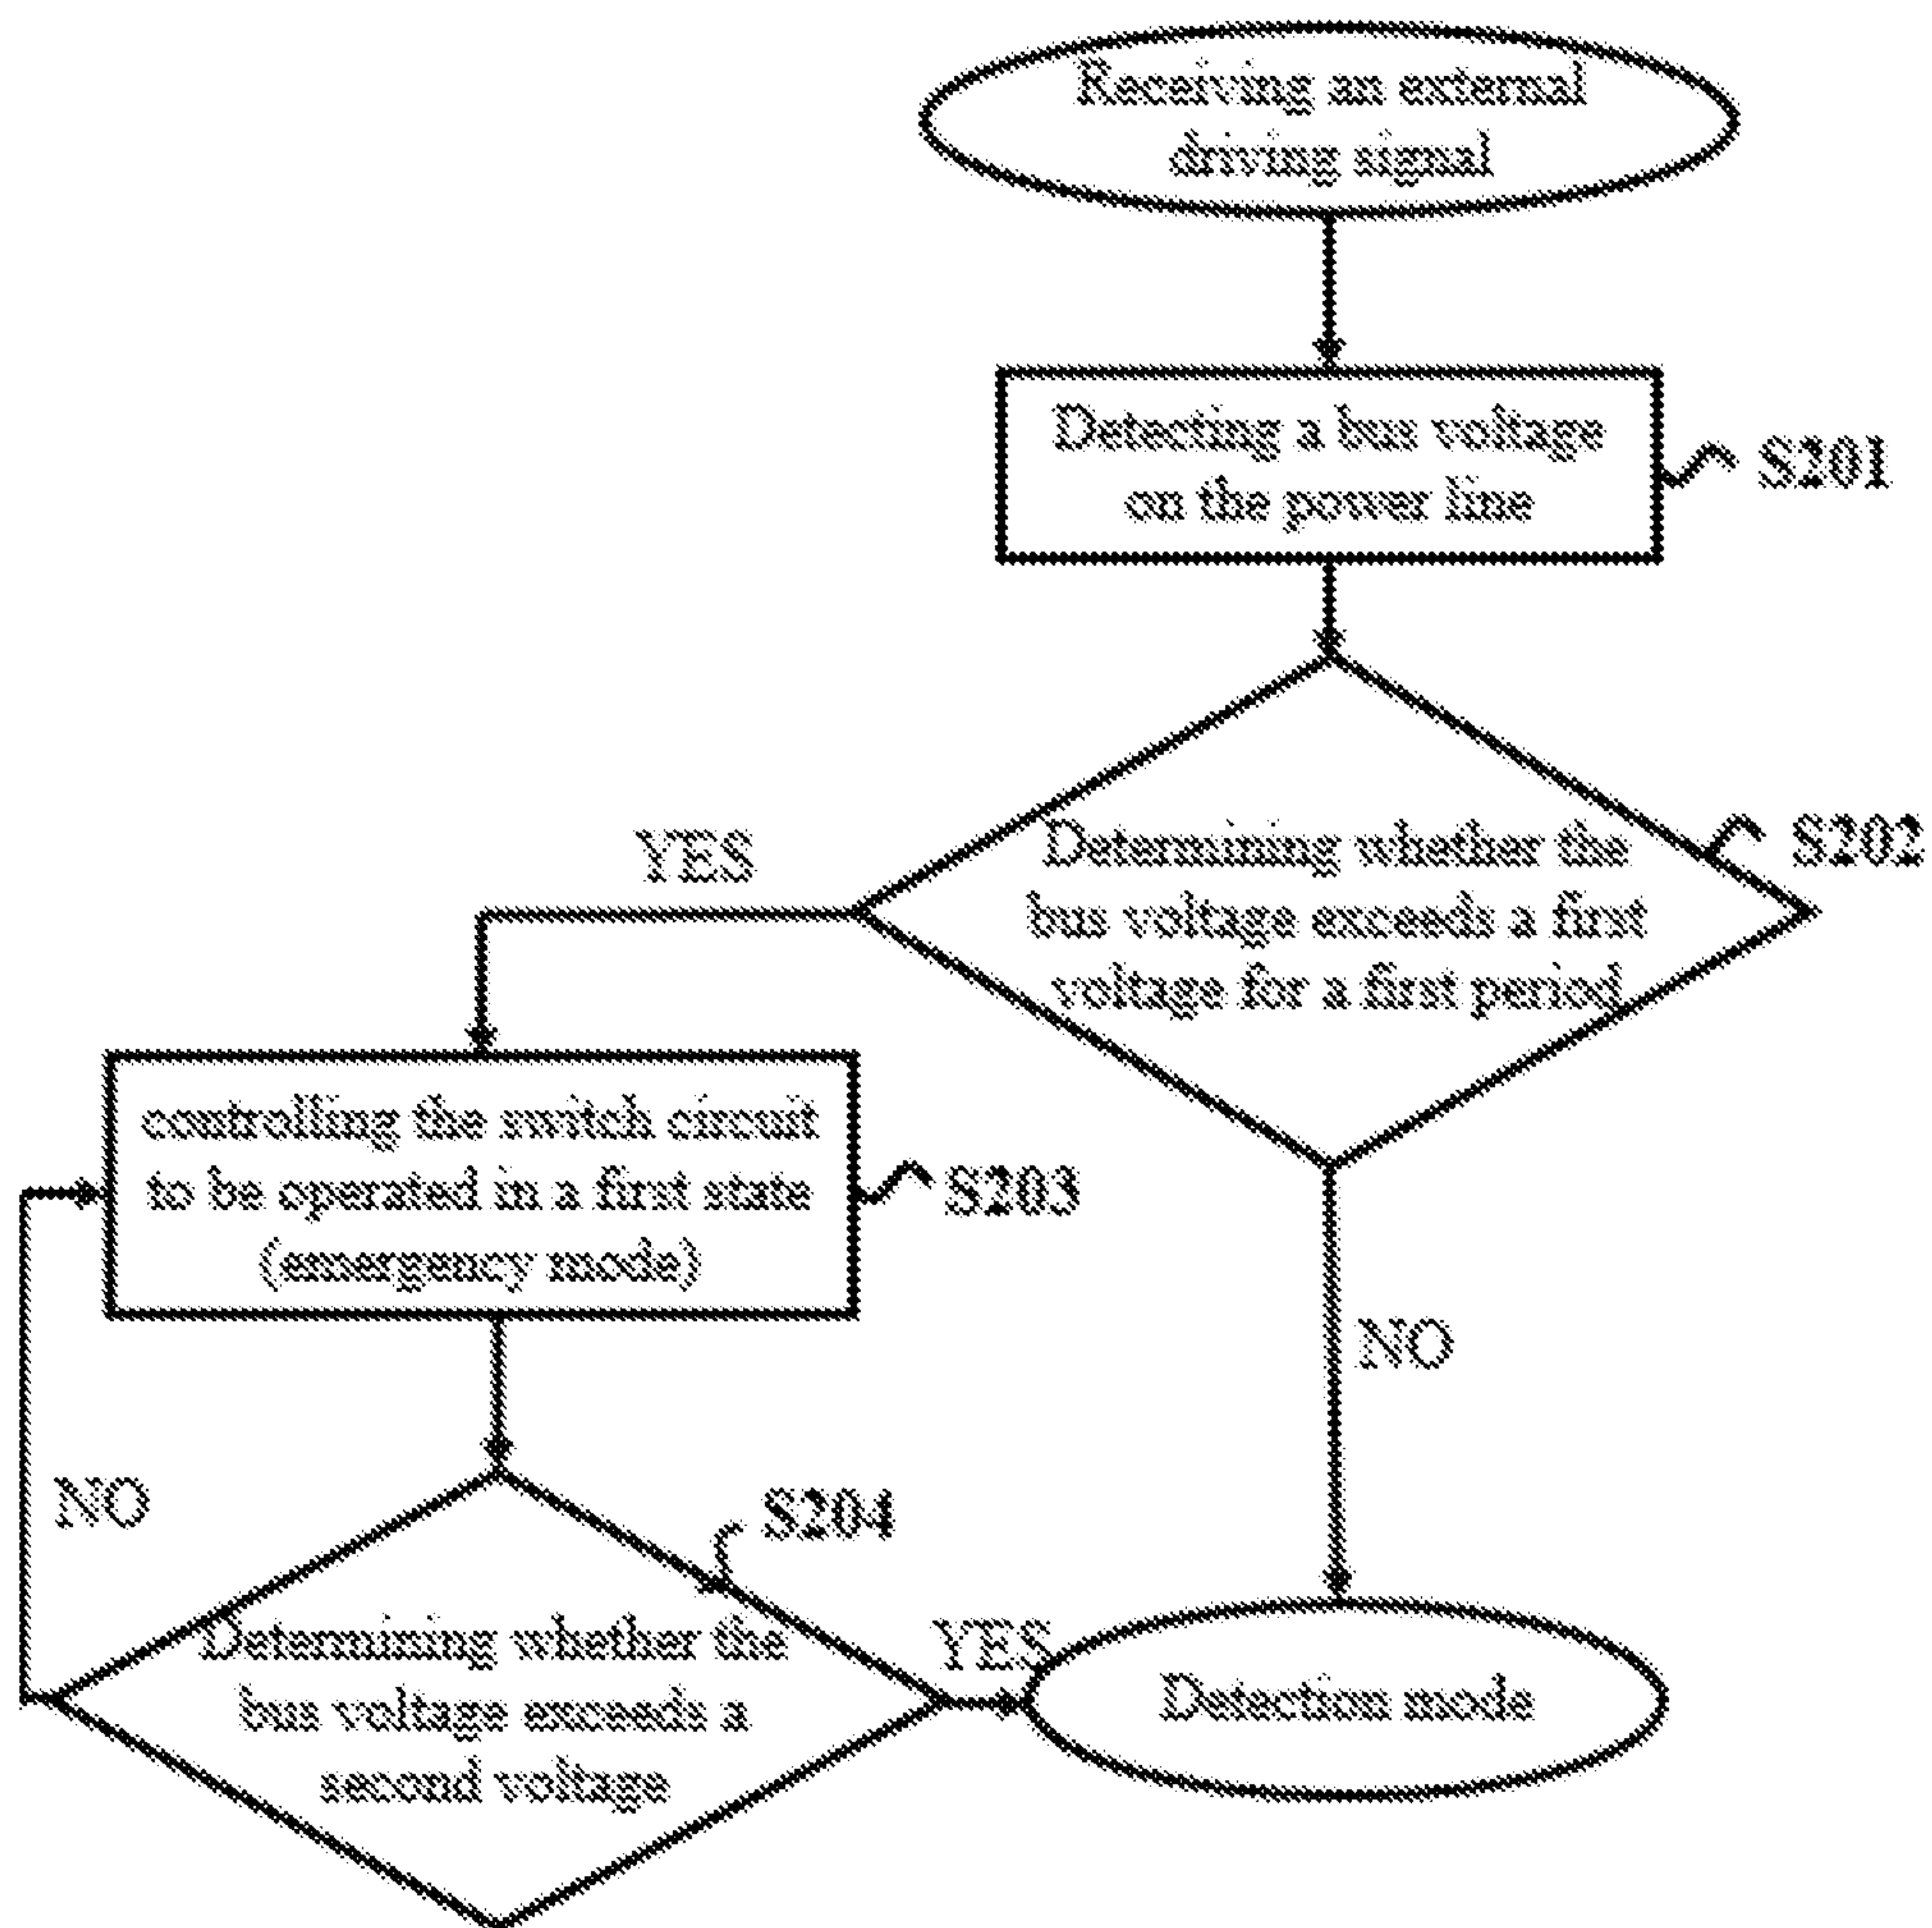 Receiving an external
driving signal
Detecting a bus voltage
on the power line
S201
Determining whether the
bus voltage exceeds a first
voltage for a first period
S202
YES
NO
controlling the switch circuit
to be operated in a first state
(emergency mode)
S203
NO
S204
Determining whether the
bus voltage exceeds a
second voltage
YES
Detection mode